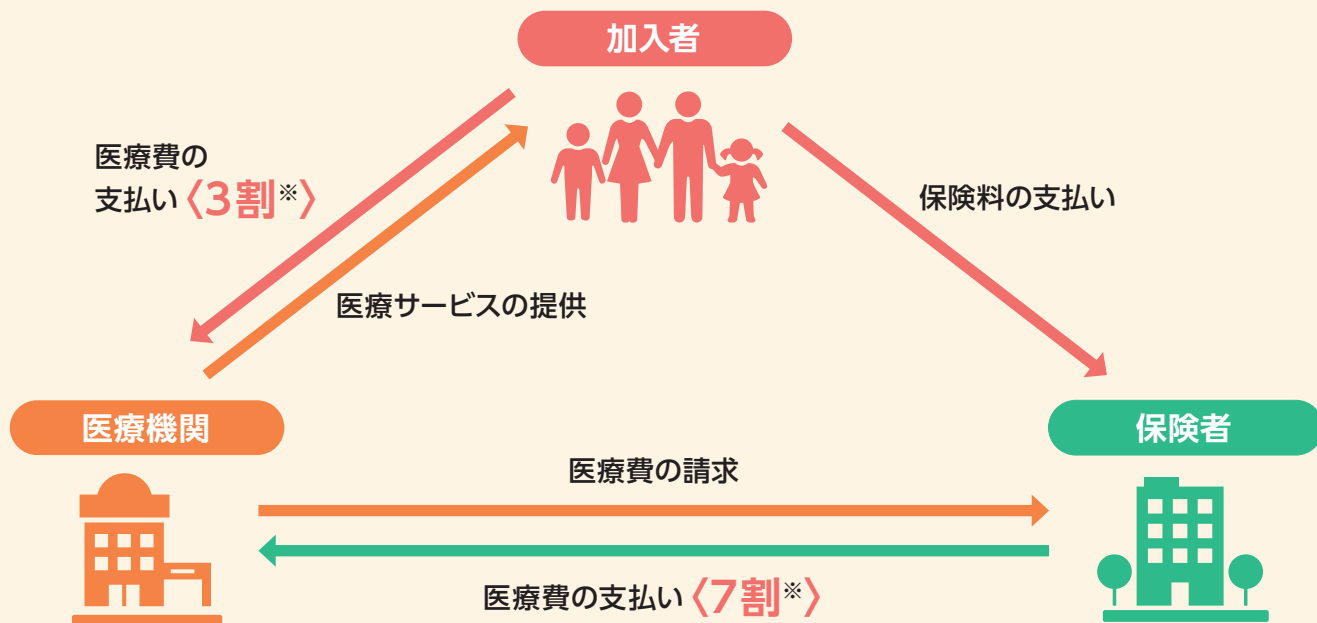 加入者
医療費の
支払い〈3割※〉
保険料の支払い
医療サービスの提供
医療機関
保険者
医療費の請求
医療費の支払い〈7割※〉